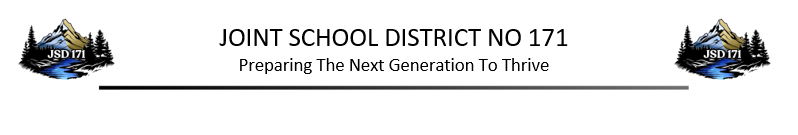 JOINT SCHOOL DISTRICT NO 171
Preparing The Next Generation To Thrive
JSD 171
JSD 171